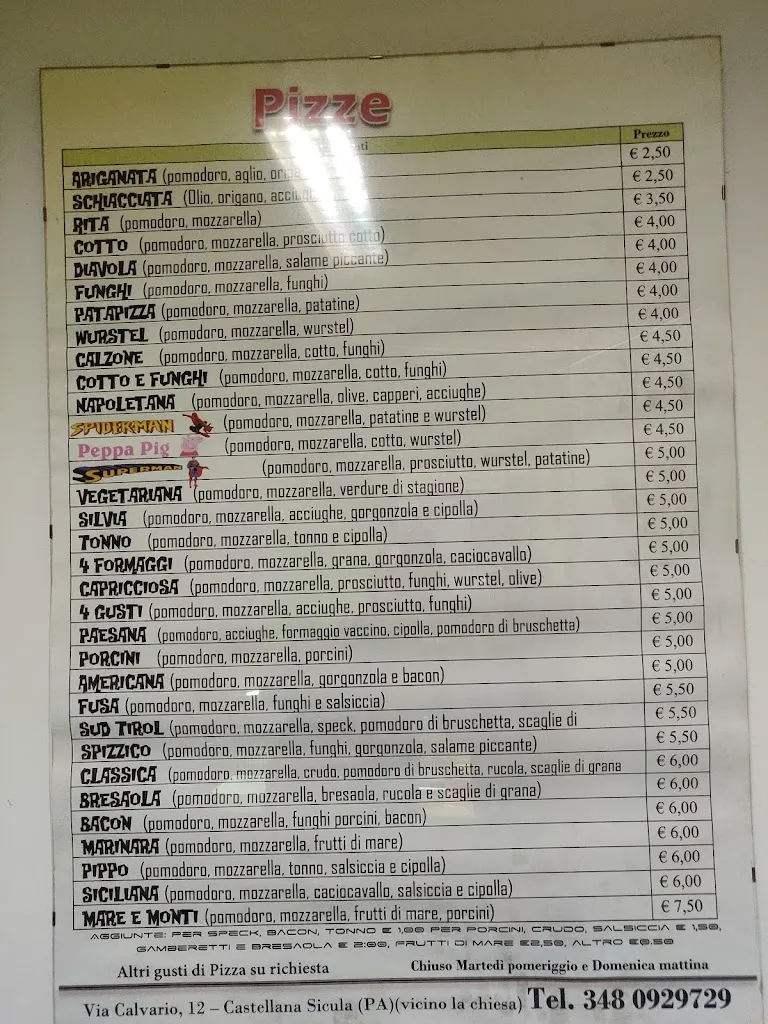 Pizze
Prezzo
ARIGANATA (pomodoro, aglio, € 2,50
SCHIACCIATA (Olio, origano, € 2,50
RITA (pomodoro, mozzarella) € 3,50
COTTO (pomodoro, mozzarella, prosciutto cotto) € 4,00
DIAVOLA (pomodoro, mozzarella, salame piccante) € 4,00
FUNGHI (pomodoro, mozzarella, funghi) € 4,00
PATAPIZZA (pomodoro, mozzarella, patatine) € 4,00
WURSTEL (pomodoro, mozzarella, wurstel) € 4,00
CALZONE (pomodoro, mozzarella, cotto, funghi) € 4,50
COTTO E FUNGHI (pomodoro, mozzarella, cotto, funghi) € 4,50
NAPOLETANA (pomodoro, mozzarella, olive, capperi, acciughe) € 4,50
SPIDERMAN (pomodoro, mozzarella, patatine e wurstel) € 4,50
Peppa Pig (pomodoro, mozzarella, cotto, wurstel) € 4,50
SUPERMAN (pomodoro, mozzarella, prosciutto, wurstel, patatine) € 5,00
VEGETARIANA (pomodoro, mozzarella, verdure di stagione) € 5,00
SILVIA (pomodoro, mozzarella, acciughe, gorgonzola e cipolla) € 5,00
TONNO (pomodoro, mozzarella, tonno e cipolla) € 5,00
4 FORMAGGI (pomodoro, mozzarella, grana, gorgonzola, caciocavallo) € 5,00
CAPRICCIOSA (pomodoro, mozzarella, prosciutto, funghi, wurstel, olive) € 5,00
4 GUSTI (pomodoro, mozzarella, acciughe, prosciutto, funghi) € 5,00
PAESANA (pomodoro, acciughe, formaggio vaccino, cipolla, pomodoro di bruschetta) € 5,00
PORCINI (pomodoro, mozzarella, porcini) € 5,00
AMERICANA (pomodoro, mozzarella, gorgonzola e bacon) € 5,00
FUSA (pomodoro, mozzarella, funghi e salsiccia) € 5,50
SUD TIROL (pomodoro, mozzarella, speck, pomodoro di bruschetta, scaglie di € 5,50
SPIZZICO (pomodoro, mozzarella, funghi, gorgonzola, salame piccante) € 5,50
CLASSICA (pomodoro, mozzarella, crudo, pomodoro di bruschetta, rucola, scaglie di grana € 6,00
BRESAOLA (pomodoro, mozzarella, bresaola, rucola e scaglie di grana) € 6,00
BACON (pomodoro, mozzarella, funghi porcini, bacon) € 6,00
MARINARA (pomodoro, mozzarella, frutti di mare) € 6,00
PIPPO (pomodoro, mozzarella, tonno, salsiccia e cipolla) € 6,00
SICILIANA (pomodoro, mozzarella, caciocavallo, salsiccia e cipolla) € 6,00
MARE E MONTI (pomodoro, mozzarella, frutti di mare, porcini) € 7,50
AGGIUNTE: PER SPECK, BACON, TONNO € 1,00 PER PORCINI, CRUDO, SALSICCIA € 1,50,
GAMBERETTI E BRESAOLA € 2:00, FRUTTI DI MARE €2,50, ALTRO €0.50
Altri gusti di Pizza su richiesta Chiuso Martedì pomeriggio e Domenica mattina
Via Calvario, 12 – Castellana Sicula (PA)(vicino la chiesa) Tel. 348 0929729